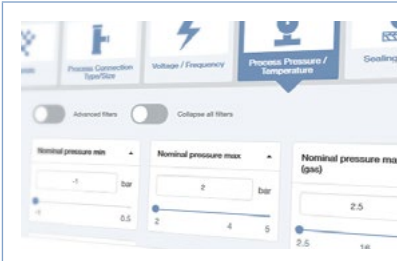 Process Connection
Type/Size
Voltage / Frequency
Process Pressure /
Temperature
Sealing
Advanced filters
Collapse all filters
Nominal pressure min
Nominal pressure max
Nominal pressure ma
(gas)
-1
bar
2
bar
2.5
-1
0.5
2
4
5
2.5
16